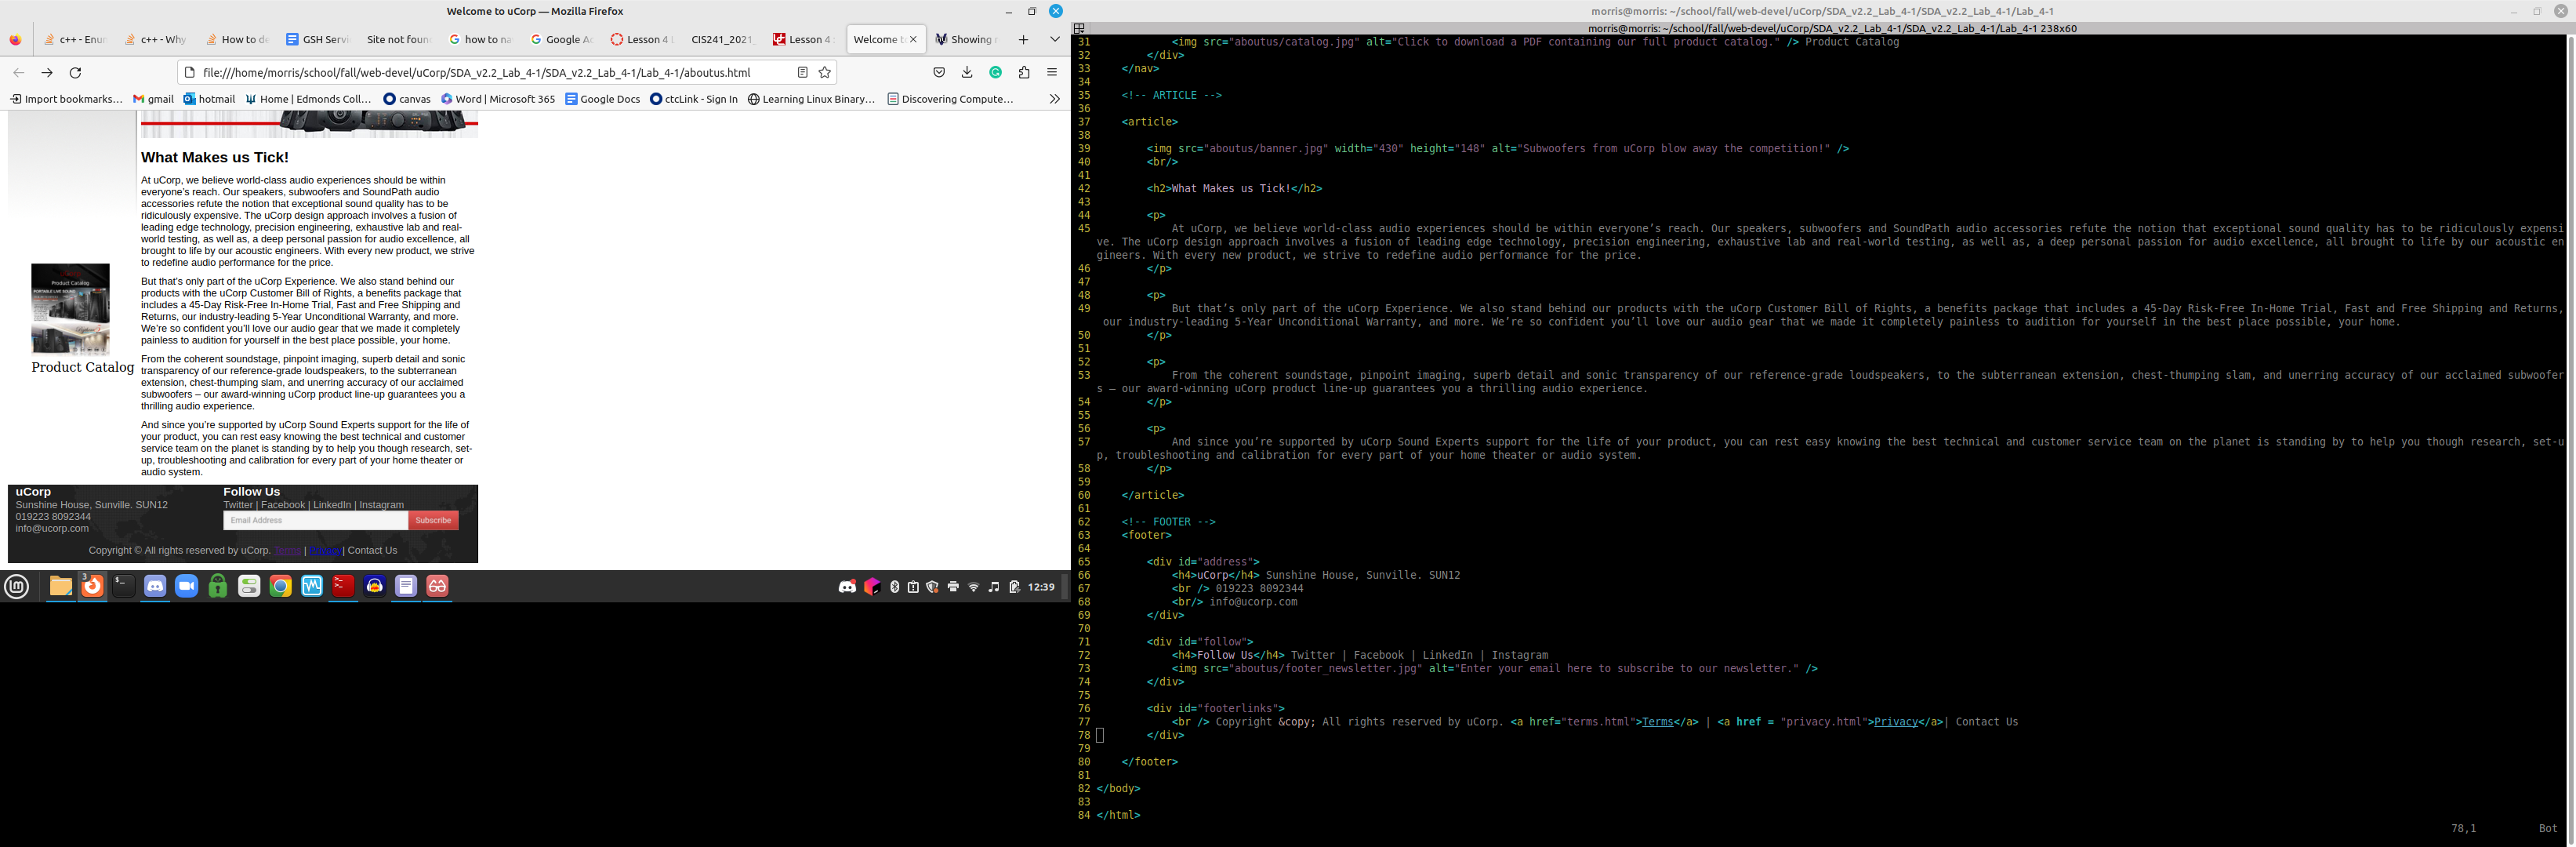 Welcome to uCorp — Mozilla Firefox
c++ - Enun
c++ - Why
How to de
GSH Servi
Site not foun
how to na
Google Ac
Lesson 4
CIS241_2021_
Lesson 4
Welcome to
Showing r
file:///home/morris/school/fall/web-devel/uCorp/SDA_v2.2_Lab_4-1/SDA_v2.2_Lab_4-1/Lab_4-1/aboutus.html
Import bookmarks… gmail hotmail Home | Edmonds Coll… canvas Word | Microsoft 365 Google Docs ctcLink - Sign In Learning Linux Binary… Discovering Compute…
What Makes us Tick!
At uCorp, we believe world-class audio experiences should be within
everyone’s reach. Our speakers, subwoofers and SoundPath audio
accessories refute the notion that exceptional sound quality has to be
ridiculously expensive. The uCorp design approach involves a fusion of
leading edge technology, precision engineering, exhaustive lab and real-
world testing, as well as, a deep personal passion for audio excellence, all
brought to life by our acoustic engineers. With every new product, we strive
to redefine audio performance for the price.
But that’s only part of the uCorp Experience. We also stand behind our
products with the uCorp Customer Bill of Rights, a benefits package that
includes a 45-Day Risk-Free In-Home Trial, Fast and Free Shipping and
Returns, our industry-leading 5-Year Unconditional Warranty, and more.
We’re so confident you’ll love our audio gear that we made it completely
painless to audition for yourself in the best place possible, your home.
From the coherent soundstage, pinpoint imaging, superb detail and sonic
transparency of our reference-grade loudspeakers, to the subterranean
extension, chest-thumping slam, and unerring accuracy of our acclaimed
subwoofers – our award-winning uCorp product line-up guarantees you a
thrilling audio experience.
And since you’re supported by uCorp Sound Experts support for the life of
your product, you can rest easy knowing the best technical and customer
service team on the planet is standing by to help you though research, set-
up, troubleshooting and calibration for every part of your home theater or
audio system.
Product Catalog
Product Catalog
uCorp
Sunshine House, Sunville. SUN12
019223 8092344
info@ucorp.com
Follow Us
Twitter | Facebook | LinkedIn | Instagram
Email Address Subscribe
Copyright © All rights reserved by uCorp. Terms | Privacy| Contact Us
3
12:39
morris@morris: ~/school/fall/web-devel/uCorp/SDA_v2.2_Lab_4-1/SDA_v2.2_Lab_4-1/Lab_4-1
morris@morris: ~/school/fall/web-devel/uCorp/SDA_v2.2_Lab_4-1/SDA_v2.2_Lab_4-1/Lab_4-1 238x60
31 <img src="aboutus/catalog.jpg" alt="Click to download a PDF containing our full product catalog." /> Product Catalog
32 </div>
33 </nav>
34
35 <!-- ARTICLE -->
36
37 <article>
38
39 <img src="aboutus/banner.jpg" width="430" height="148" alt="Subwoofers from uCorp blow away the competition!" />
40 <br/>
41
42 <h2>What Makes us Tick!</h2>
43
44 <p>
45 At uCorp, we believe world-class audio experiences should be within everyone’s reach. Our speakers, subwoofers and SoundPath audio accessories refute the notion that exceptional sound quality has to be ridiculously expensi
ve. The uCorp design approach involves a fusion of leading edge technology, precision engineering, exhaustive lab and real-world testing, as well as, a deep personal passion for audio excellence, all brought to life by our acoustic en
gineers. With every new product, we strive to redefine audio performance for the price.
46 </p>
47
48 <p>
49 But that’s only part of the uCorp Experience. We also stand behind our products with the uCorp Customer Bill of Rights, a benefits package that includes a 45-Day Risk-Free In-Home Trial, Fast and Free Shipping and Returns,
our industry-leading 5-Year Unconditional Warranty, and more. We’re so confident you’ll love our audio gear that we made it completely painless to audition for yourself in the best place possible, your home.
50 </p>
51
52 <p>
53 From the coherent soundstage, pinpoint imaging, superb detail and sonic transparency of our reference-grade loudspeakers, to the subterranean extension, chest-thumping slam, and unerring accuracy of our acclaimed subwoofer
s – our award-winning uCorp product line-up guarantees you a thrilling audio experience.
54 </p>
55
56 <p>
57 And since you’re supported by uCorp Sound Experts support for the life of your product, you can rest easy knowing the best technical and customer service team on the planet is standing by to help you though research, set-u
p, troubleshooting and calibration for every part of your home theater or audio system.
58 </p>
59
60 </article>
61
62 <!-- FOOTER -->
63 <footer>
64
65 <div id="address">
66 <h4>uCorp</h4> Sunshine House, Sunville. SUN12
67 <br /> 019223 8092344
68 <br/> info@ucorp.com
69 </div>
70
71 <div id="follow">
72 <h4>Follow Us</h4> Twitter | Facebook | LinkedIn | Instagram
73 <img src="aboutus/footer_newsletter.jpg" alt="Enter your email here to subscribe to our newsletter." />
74 </div>
75
76 <div id="footerlinks">
77 <br /> Copyright &copy; All rights reserved by uCorp. <a href="terms.html">Terms</a> | <a href = "privacy.html">Privacy</a>| Contact Us
78 </div>
79
80 </footer>
81
82 </body>
83
84 </html>
78,1 Bot